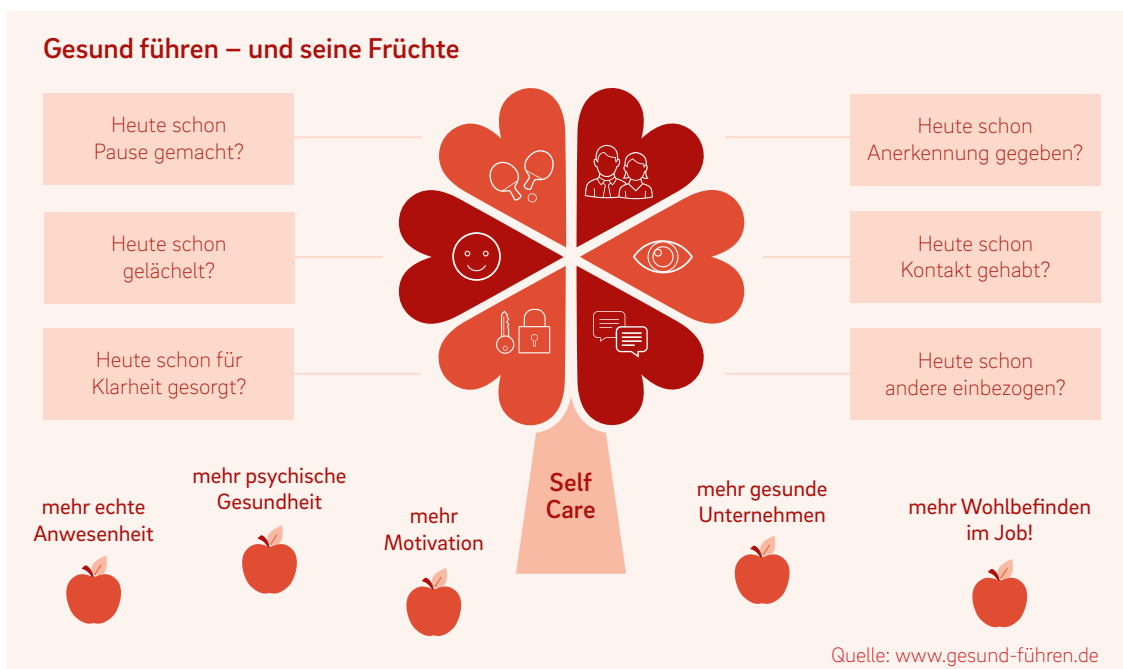 Gesund führen – und seine Früchte
Heute schon
Pause gemacht?
Heute schon
gelächelt?
Heute schon für
Klarheit gesorgt?
Heute schon
Anerkennung gegeben?
Heute schon
Kontakt gehabt?
Heute schon
andere einbezogen?
Self
Care
mehr echte
Anwesenheit
mehr psychische
Gesundheit
mehr
Motivation
mehr gesunde
Unternehmen
mehr Wohlbefinden
im Job!
Quelle: www.gesund-führen.de